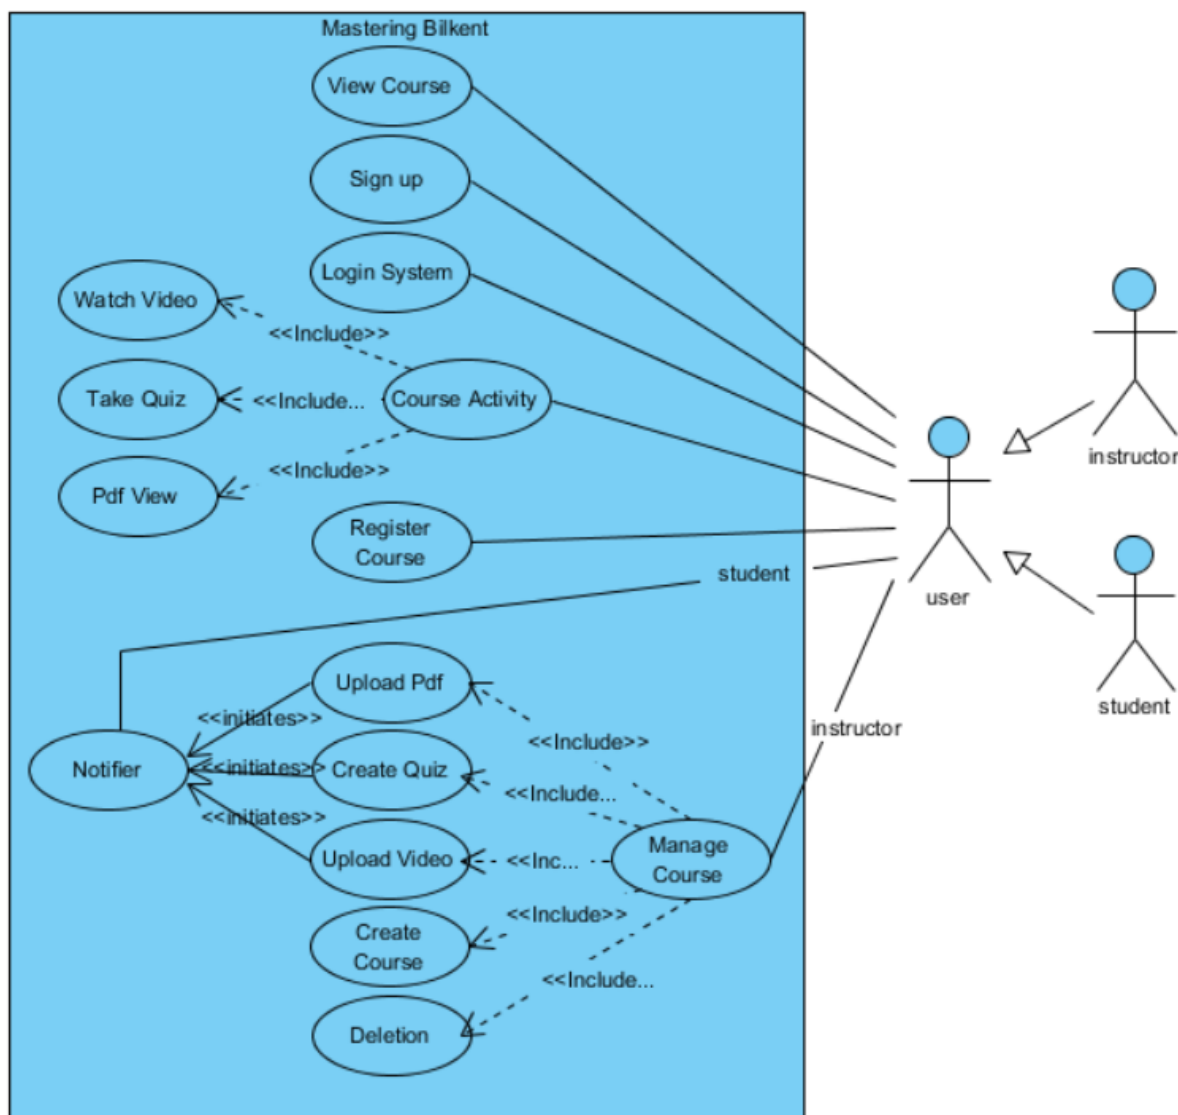 Mastering Bilkent
View Course
Sign up
Login System
Watch Video
<<Include>>
Take Quiz
<<Include...
Course Activity
Pdf View
<<Include>>
Register
Course
student
user
instructor
student
instructor
Upload Pdf
<<initiates>>
<<Include>>
Notifier
<<initiates>>
Create Quiz
<<Include...
<<initiates>>
Upload Video
<<Inc...
Manage
Course
<<Include>>
Create
Course
<<Include...
Deletion